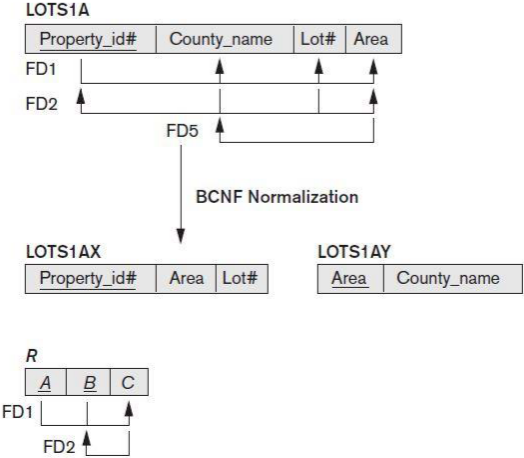 LOTS1A
Property_id# County_name Lot# Area
FD1
FD2
FD5
BCNF Normalization
LOTS1AX LOTS1AY
Property_id# Area Lot# Area County_name
R
A B C
FD1
FD2